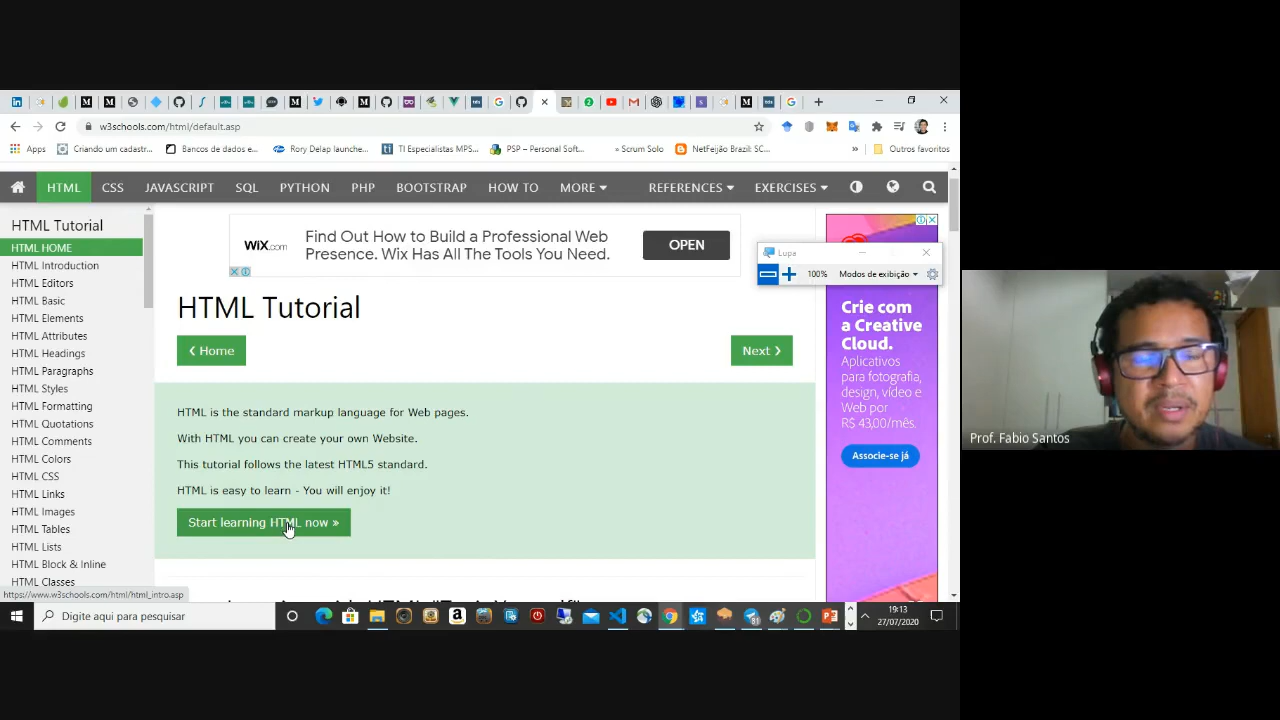 w3schools.com/html/default.asp
Apps
Criando um cadastr...
Bancos de dados e...
Rory Delap launche...
TI Especialistas MPS...
PSP – Personal Soft...
» Scrum Solo
NetFeijão Brazil: SC...
»
Outros favoritos
HTML
CSS
JAVASCRIPT
SQL
PYTHON
PHP
BOOTSTRAP
HOW TO
MORE
REFERENCES
EXERCISES
HTML Tutorial
HTML HOME
HTML Introduction
HTML Editors
HTML Basic
HTML Elements
HTML Attributes
HTML Headings
HTML Paragraphs
HTML Styles
HTML Formatting
HTML Quotations
HTML Comments
HTML Colors
HTML CSS
HTML Links
HTML Images
HTML Tables
HTML Lists
HTML Block & Inline
HTML Classes
https://www.w3schools.com/html/html_intro.asp
WiX.com
Find Out How to Build a Professional Web
Presence. Wix Has All The Tools You Need.
OPEN
HTML Tutorial
❮ Home
Next ❯
HTML is the standard markup language for Web pages.
With HTML you can create your own Website.
This tutorial follows the latest HTML5 standard.
HTML is easy to learn - You will enjoy it!
Start learning HTML now »
Lupa
100%
Modos de exibição
Crie com
a Creative
Cloud.
Aplicativos
para fotografia,
design, vídeo e
Web por
R$ 43,00/mês.
Associe-se já
Prof. Fabio Santos
Digite aqui para pesquisar
81
19:13
27/07/2020